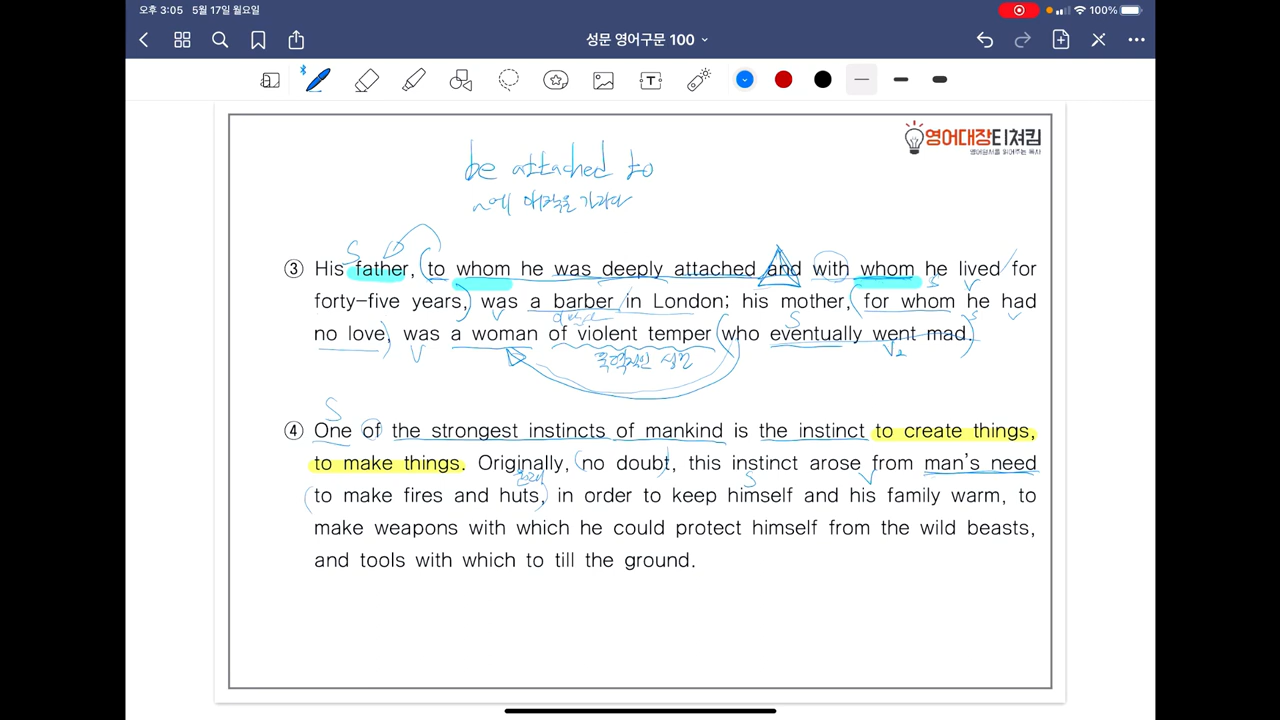 오후 3:05 5월 17일 월요일
100%
성문 영어구문 100
영어대장티쳐킴
be attached to
~에 애착을 가지다
S
③ His father, (to whom he was deeply attached and with whom he lived / for
S V
forty-five years,) was a barber / in London; his mother, (for whom he had
V S S V
no love,) was a woman of violent temper (who eventually went mad.)
V 폭력적인 성질 V2
S
④ One of the strongest instincts of mankind is the instinct to create things,
to make things. Originally, (no doubt), this instinct arose from man's need
S V
(to make fires and huts,) in order to keep himself and his family warm, to
make weapons with which he could protect himself from the wild beasts,
and tools with which to till the ground.